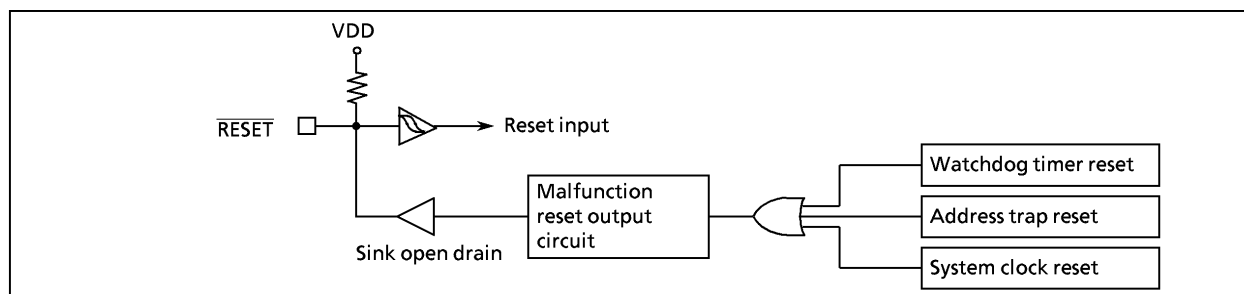 VDD
RESET
Reset input
Watchdog timer reset
Malfunction
reset output
circuit
Address trap reset
Sink open drain
System clock reset